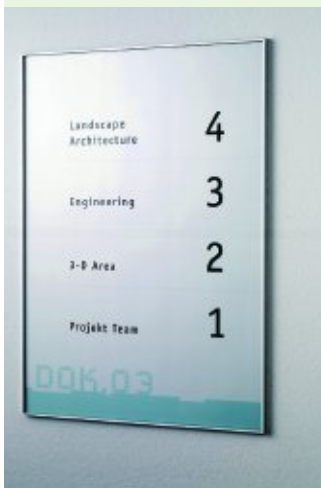 Landscape
Architecture
4
Engineering
3
3-D Area
2
Projekt Team
1
DOK.03